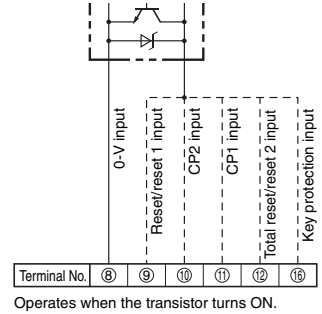 0-V input
Reset/reset 1 input
CP2 input
CP1 input
Total reset/reset 2 input
Key protection input
Terminal No. ⑧ ⑨ ⑩ ⑪ ⑫ ⑯
Operates when the transistor turns ON.